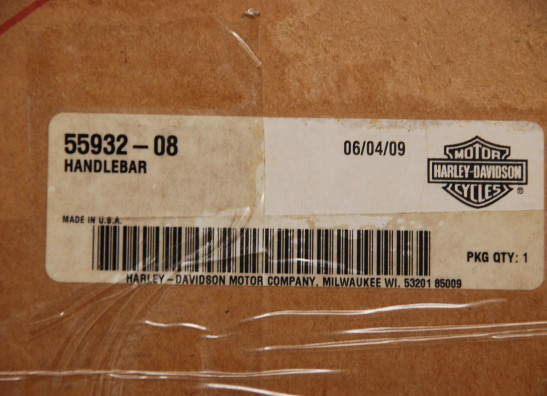 55932-08
HANDLEBAR
06/04/09
MOTOR
HARLEY-DAVIDSON
CYCLES
®
MADE IN U.S.A.
PKG QTY: 1
HARLEY-DAVIDSON MOTOR COMPANY, MILWAUKEE WI. 53201 85009